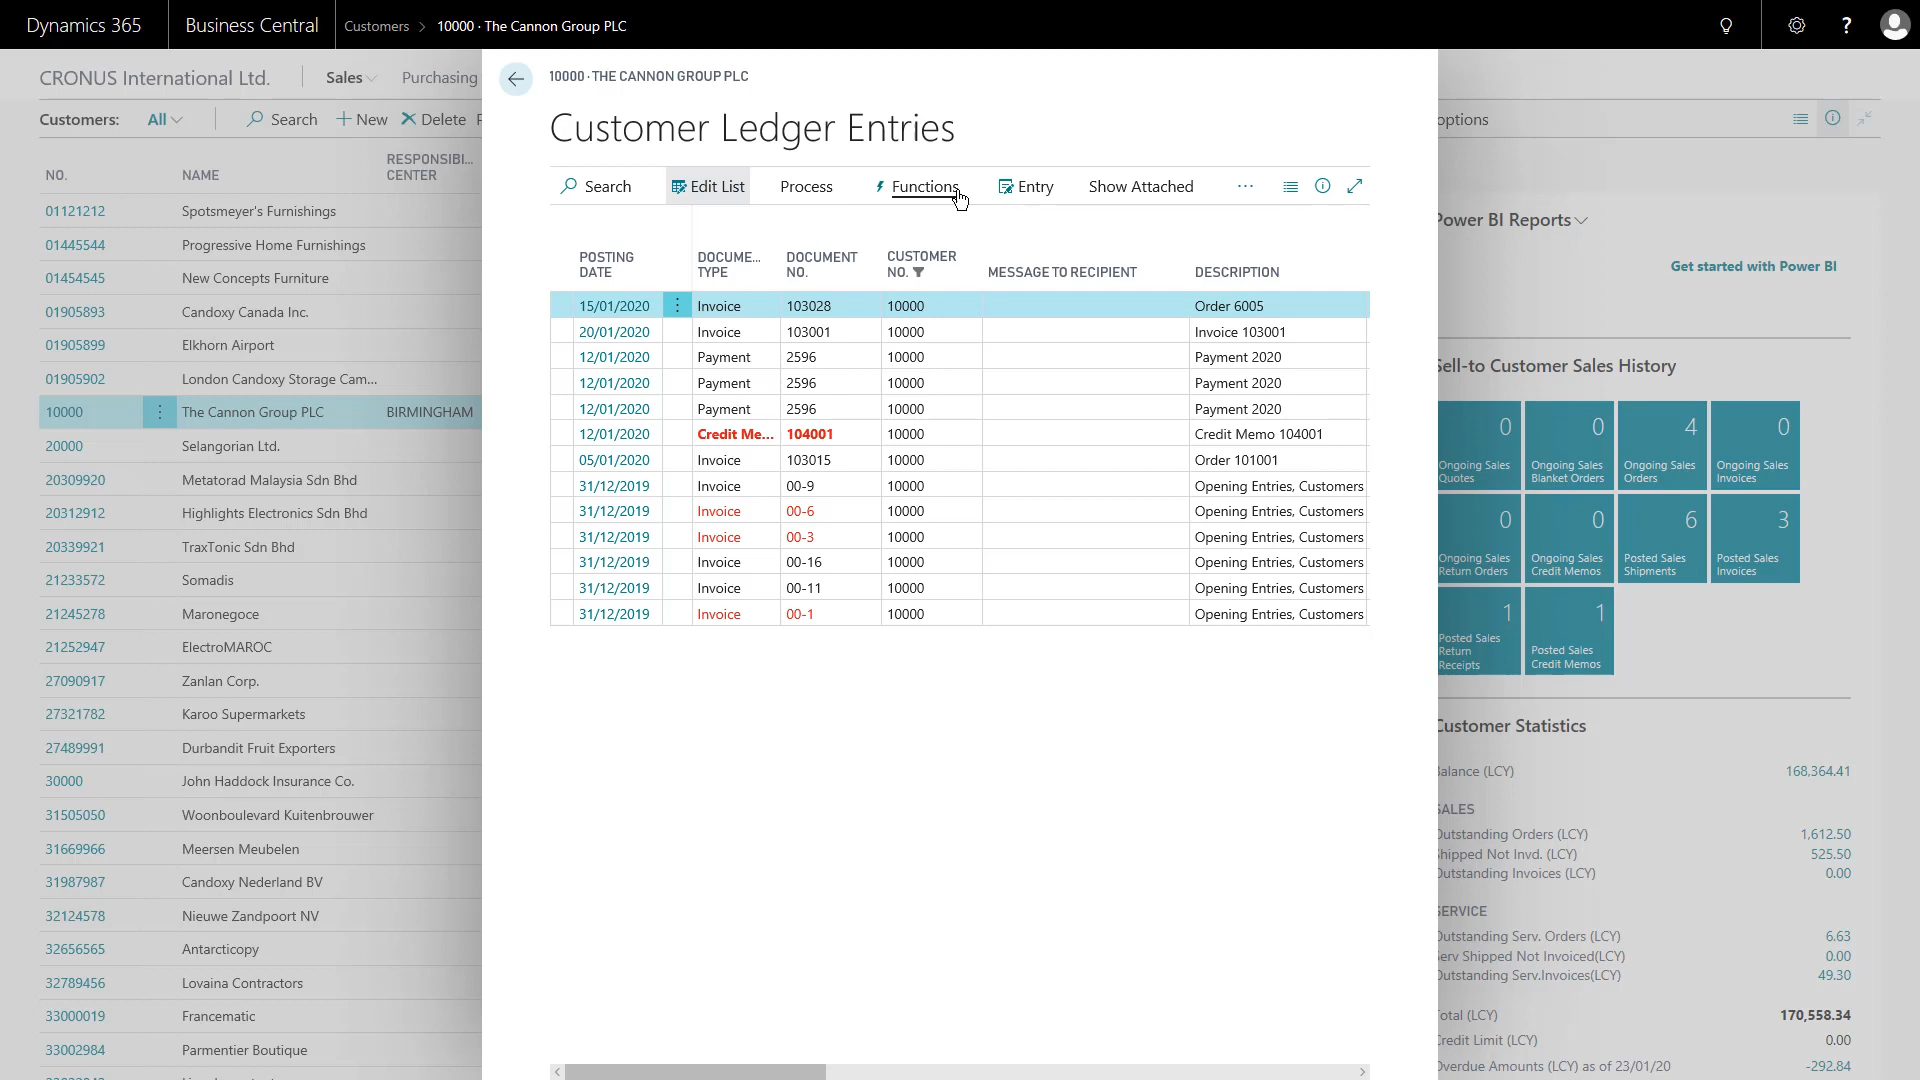 Dynamics 365
Business Central
Customers > 10000 · The Cannon Group PLC
?
CRONUS International Ltd.
Sales
Purchasing
Customers:
All
Search
New
Delete
NO.
NAME
RESPONSIBI...
CENTER
01121212 Spotsmeyer's Furnishings
01445544 Progressive Home Furnishings
01454545 New Concepts Furniture
01905893 Candoxy Canada Inc.
01905899 Elkhorn Airport
01905902 London Candoxy Storage Cam...
10000 The Cannon Group PLC BIRMINGHAM
20000 Selangorian Ltd.
20309920 Metatorad Malaysia Sdn Bhd
20312912 Highlights Electronics Sdn Bhd
20339921 TraxTonic Sdn Bhd
21233572 Somadis
21245278 Maronegoce
21252947 ElectroMAROC
27090917 Zanlan Corp.
27321782 Karoo Supermarkets
27489991 Durbandit Fruit Exporters
30000 John Haddock Insurance Co.
31505050 Woonboulevard Kuitenbrouwer
31669966 Meersen Meubelen
31987987 Candoxy Nederland BV
32124578 Nieuwe Zandpoort NV
32656565 Antarcticopy
32789456 Lovaina Contractors
33000019 Francematic
33002984 Parmentier Boutique
10000 · THE CANNON GROUP PLC
Customer Ledger Entries
Search
Edit List
Process
Functions
Entry
Show Attached
...
POSTING
DATE
DOCUME...
TYPE
DOCUMENT
NO.
CUSTOMER
NO.
MESSAGE TO RECIPIENT
DESCRIPTION
15/01/2020 Invoice 103028 10000 Order 6005
20/01/2020 Invoice 103001 10000 Invoice 103001
12/01/2020 Payment 2596 10000 Payment 2020
12/01/2020 Payment 2596 10000 Payment 2020
12/01/2020 Payment 2596 10000 Payment 2020
12/01/2020 Credit Me... 104001 10000 Credit Memo 104001
05/01/2020 Invoice 103015 10000 Order 101001
31/12/2019 Invoice 00-9 10000 Opening Entries, Customers
31/12/2019 Invoice 00-6 10000 Opening Entries, Customers
31/12/2019 Invoice 00-3 10000 Opening Entries, Customers
31/12/2019 Invoice 00-16 10000 Opening Entries, Customers
31/12/2019 Invoice 00-11 10000 Opening Entries, Customers
31/12/2019 Invoice 00-1 10000 Opening Entries, Customers
options
Power BI Reports
Get started with Power BI
Sell-to Customer Sales History
0
Ongoing Sales
Quotes
0
Ongoing Sales
Blanket Orders
4
Ongoing Sales
Orders
0
Ongoing Sales
Invoices
0
Ongoing Sales
Return Orders
0
Ongoing Sales
Credit Memos
6
Posted Sales
Shipments
3
Posted Sales
Invoices
1
Posted Sales
Return
Receipts
1
Posted Sales
Credit Memos
Customer Statistics
Balance (LCY) 168,364.41
SALES
Outstanding Orders (LCY) 1,612.50
Shipped Not Invd. (LCY) 525.50
Outstanding Invoices (LCY) 0.00
SERVICE
Outstanding Serv. Orders (LCY) 6.63
Serv Shipped Not Invoiced(LCY) 0.00
Outstanding Serv.Invoices(LCY) 49.30
Total (LCY) 170,558.34
Credit Limit (LCY) 0.00
Overdue Amounts (LCY) as of 23/01/20 -292.84